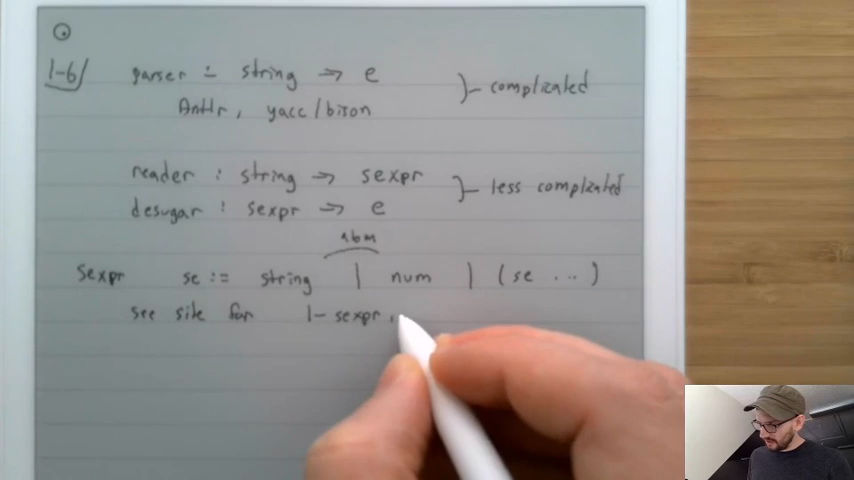 1-6/ parser : string → e } complicated
Antlr, yacc/bison
reader : string → sexpr } less complicated
desugar : sexpr → e
atom
sexpr se := string | num | (se ...)
see site for 1-sexpr.